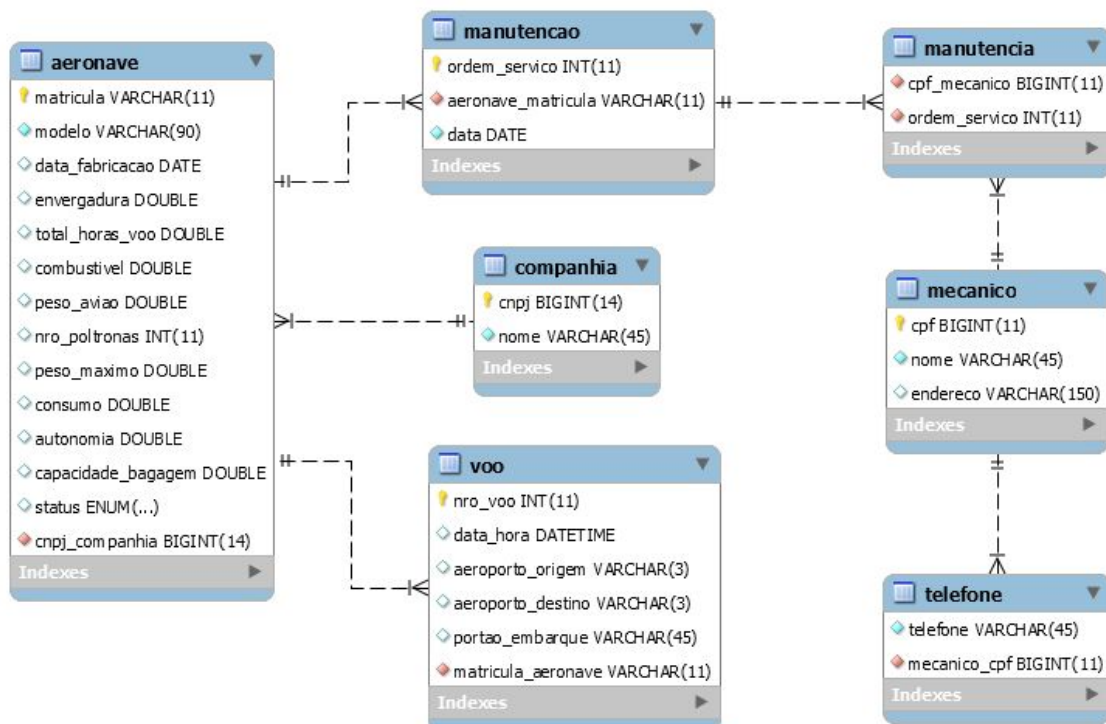 aeronave
matricula VARCHAR(11)
modelo VARCHAR(90)
data_fabricacao DATE
envergadura DOUBLE
total_horas_voo DOUBLE
combustivel DOUBLE
peso_aviao DOUBLE
nro_poltronas INT(11)
peso_maximo DOUBLE
consumo DOUBLE
autonomia DOUBLE
capacidade_bagagem DOUBLE
status ENUM(...)
cnpj_companhia BIGINT(14)
Indexes
manutencao
ordem_servico INT(11)
aeronave_matricula VARCHAR(11)
data DATE
Indexes
companhia
cnpj BIGINT(14)
nome VARCHAR(45)
Indexes
voo
nro_voo INT(11)
data_hora DATETIME
aeroporto_origem VARCHAR(3)
aeroporto_destino VARCHAR(3)
portao_embarque VARCHAR(45)
matricula_aeronave VARCHAR(11)
Indexes
manutencia
cpf_mecanico BIGINT(11)
ordem_servico INT(11)
Indexes
mecanico
cpf BIGINT(11)
nome VARCHAR(45)
endereco VARCHAR(150)
Indexes
telefone
telefone VARCHAR(45)
mecanico_cpf BIGINT(11)
Indexes